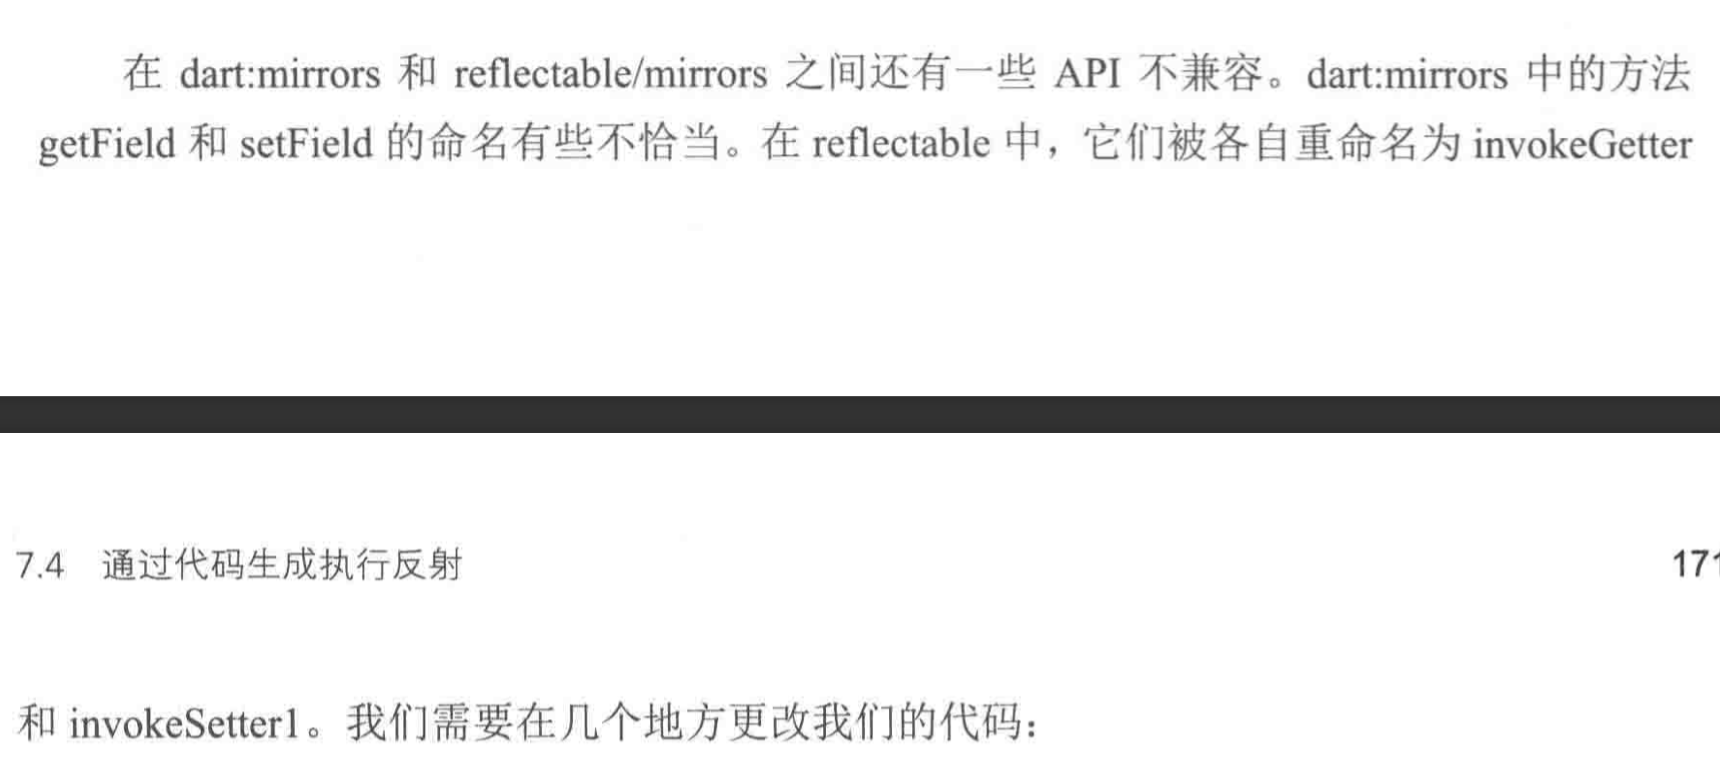 在 dart:mirrors 和 reflectable/mirrors 之间还有一些 API 不兼容。dart:mirrors 中的方法
getField 和 setField 的命名有些不恰当。在 reflectable 中，它们被各自重命名为 invokeGetter
7.4 通过代码生成执行反射
171
和 invokeSetter1。我们需要在几个地方更改我们的代码：